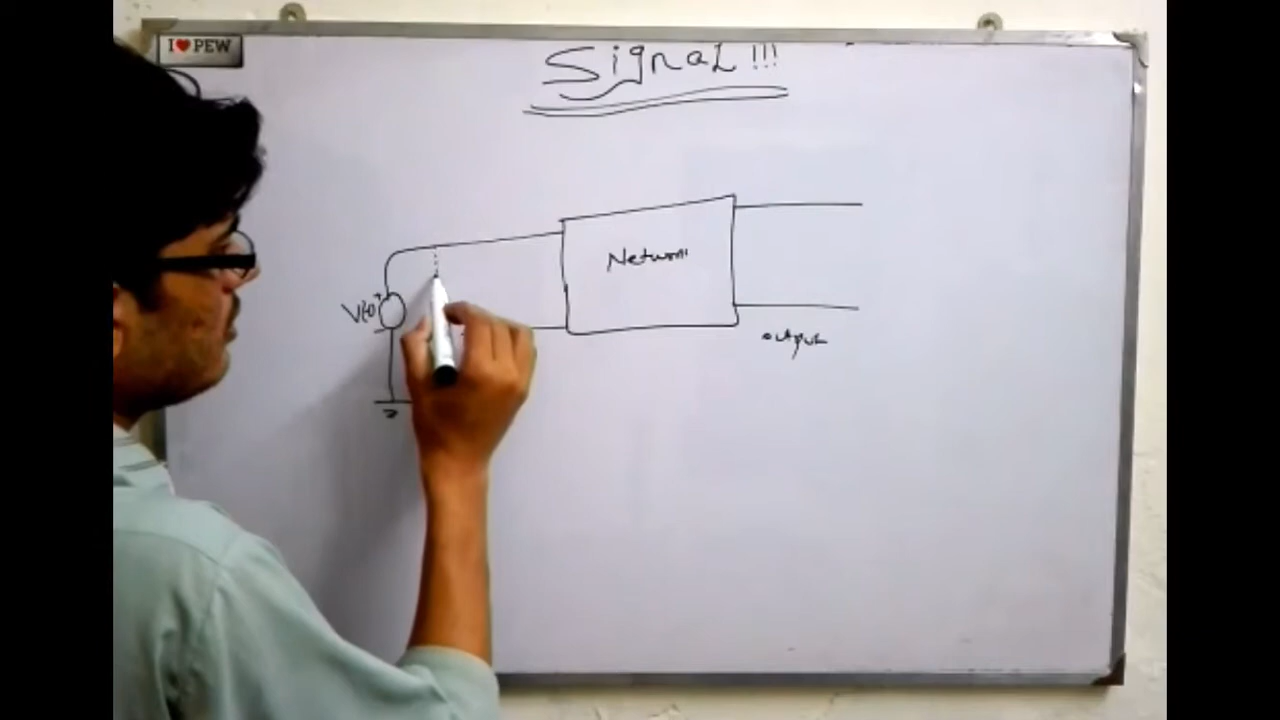 I ❤ PEW
Signal !!!
Network
V(t)
+
-
output